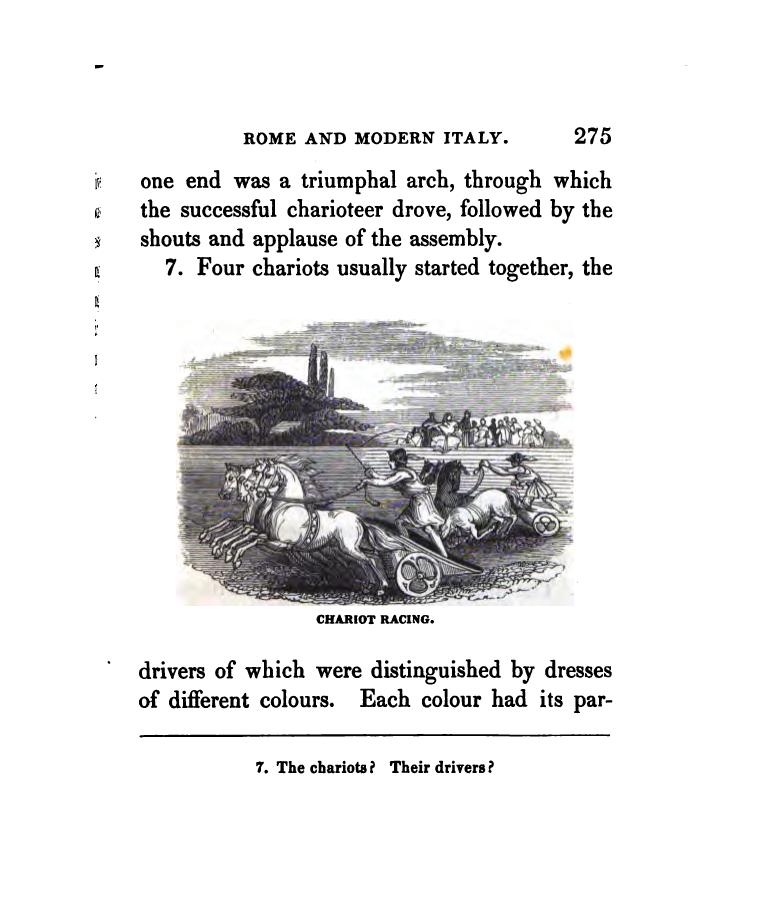 ROME AND MODERN ITALY. 275
one end was a triumphal arch, through which
the successful charioteer drove, followed by the
shouts and applause of the assembly.
7. Four chariots usually started together, the
CHARIOT RACING.
drivers of which were distinguished by dresses
of different colours. Each colour had its par-
7. The chariots? Their drivers?